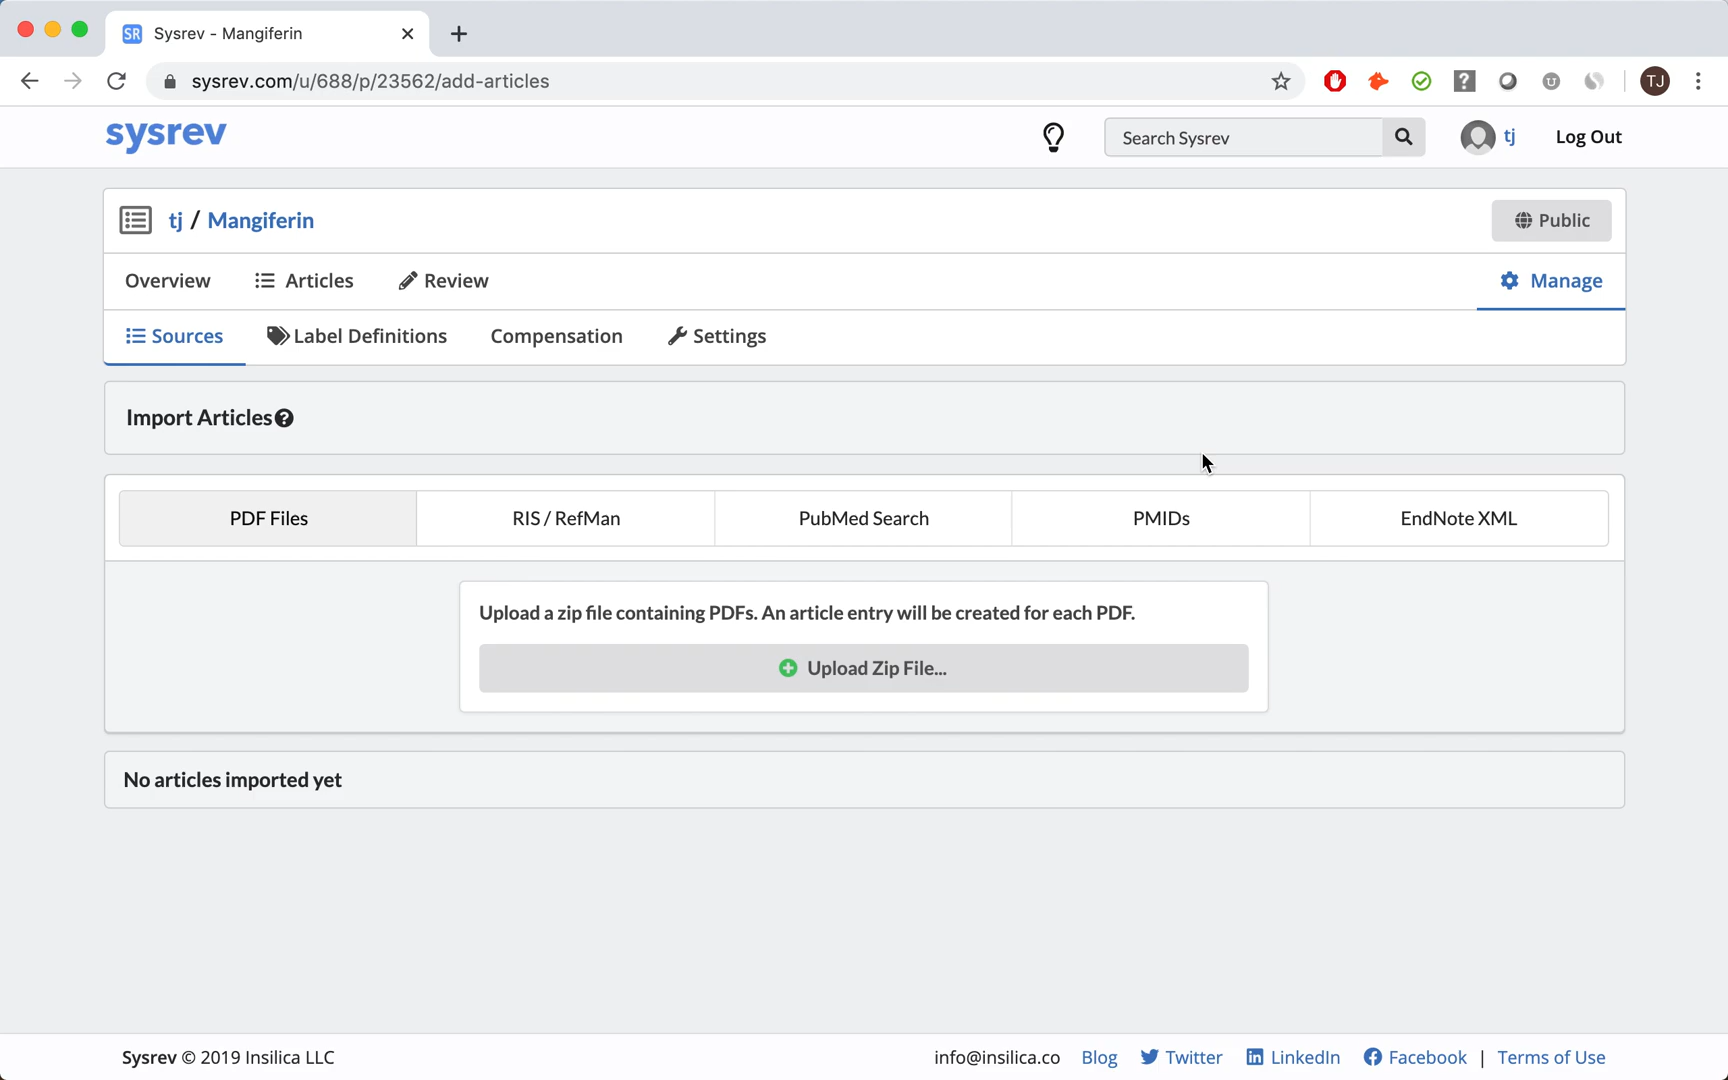 SR Sysrev - Mangiferin
sysrev.com/u/688/p/23562/add-articles
TJ
sysrev
Search Sysrev
tj
Log Out
tj / Mangiferin
Public
Overview
Articles
Review
Manage
Sources
Label Definitions
Compensation
Settings
Import Articles
PDF Files
RIS / RefMan
PubMed Search
PMIDs
EndNote XML
Upload a zip file containing PDFs. An article entry will be created for each PDF.
Upload Zip File...
No articles imported yet
Sysrev © 2019 Insilica LLC
info@insilica.co
Blog
Twitter
LinkedIn
Facebook
|
Terms of Use